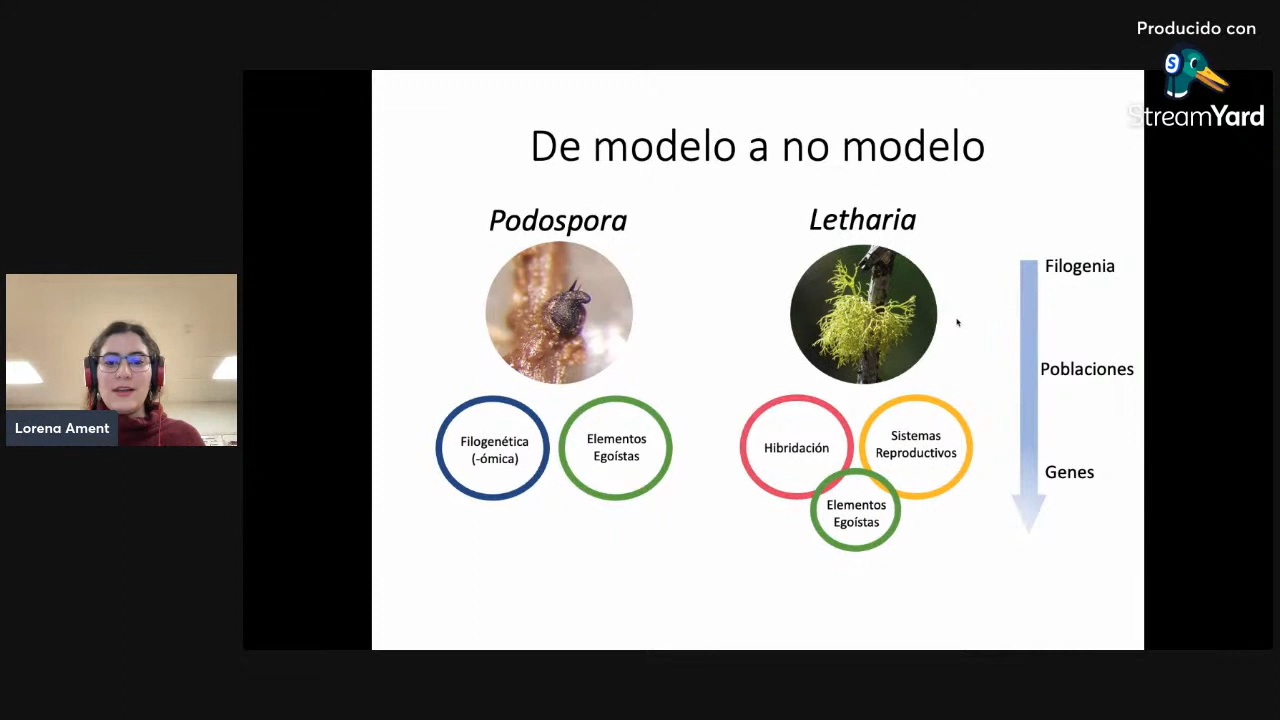 Producido con
StreamYard
De modelo a no modelo
Podospora
Letharia
Filogenia
Poblaciones
Genes
Filogenética
(-ómica)
Elementos
Egoístas
Hibridación
Sistemas
Reproductivos
Elementos
Egoístas
Lorena Ament